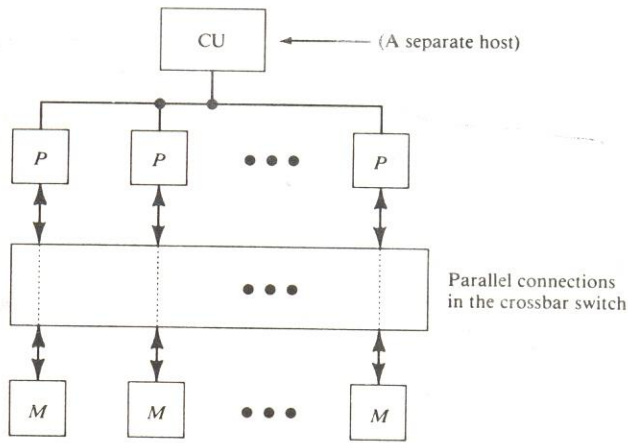 CU
(A separate host)
P P P
Parallel connections
in the crossbar switch
M M M